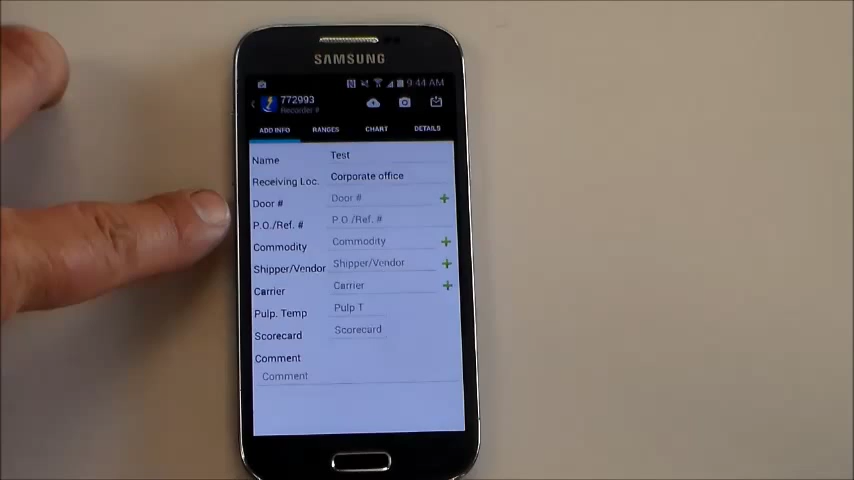 SAMSUNG
9:44 AM
772993
Recorder #
ADD INFO RANGES CHART DETAILS
Name Test
Receiving Loc. Corporate office
Door # Door #
P.O./Ref. # P.O./Ref. #
Commodity Commodity
Shipper/Vendor Shipper/Vendor
Carrier Carrier
Pulp. Temp Pulp T
Scorecard Scorecard
Comment
Comment